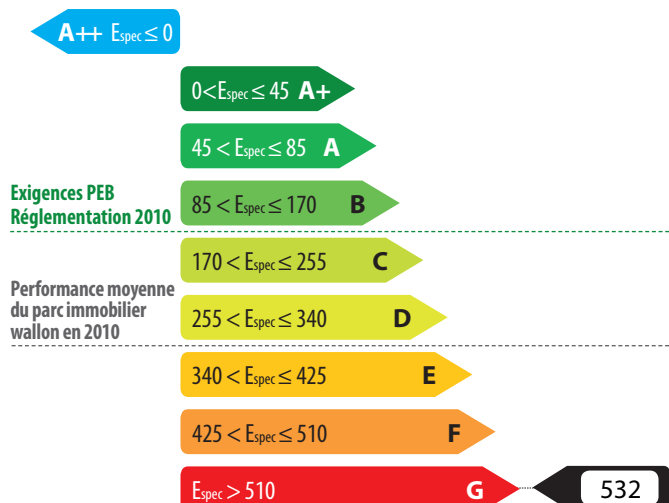 A++ Espec ≤ 0
0<Espec ≤ 45 A+
45 < Espec ≤ 85 A
Exigences PEB
Réglementation 2010
85 < Espec ≤ 170 B
170 < Espec ≤ 255 C
Performance moyenne
du parc immobilier
wallon en 2010
255 < Espec ≤ 340 D
340 < Espec ≤ 425 E
425 < Espec ≤ 510 F
Espec > 510 G 532